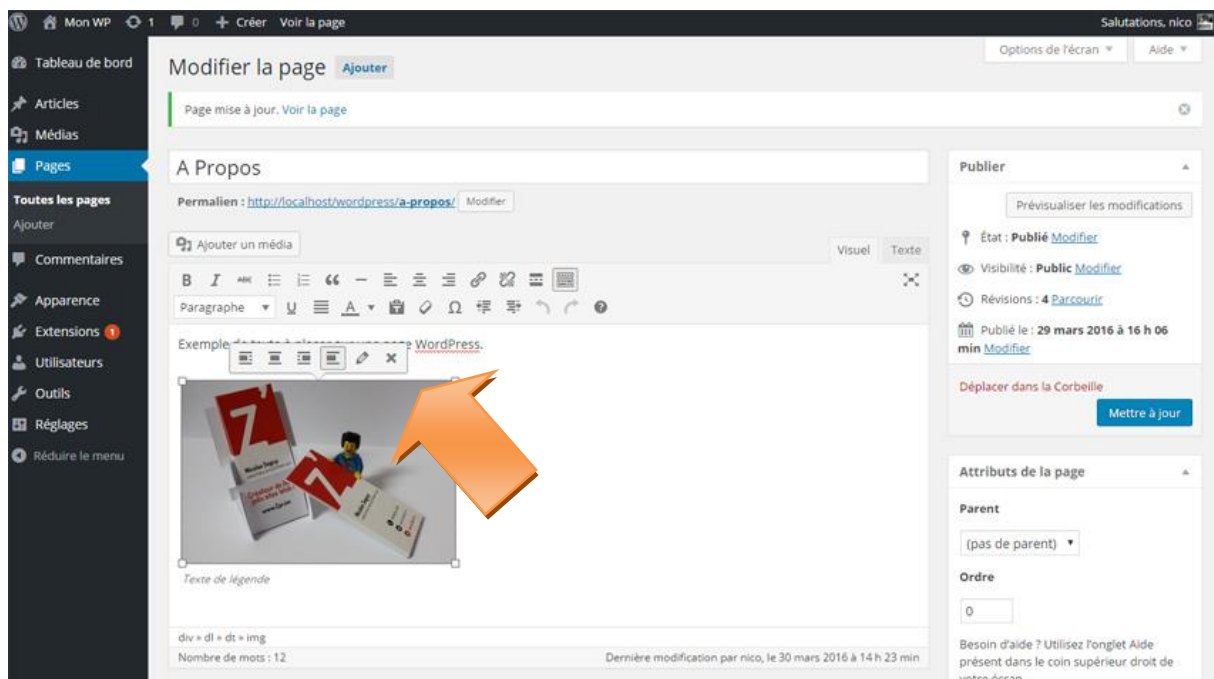 Mon WP 1 0 + Créer Voir la page Salutations, nico
Options de l'écran Aide
Tableau de bord
Articles
Médias
Pages
Toutes les pages
Ajouter
Commentaires
Apparence
Extensions 1
Utilisateurs
Outils
Réglages
Réduire le menu
Modifier la page Ajouter
Page mise à jour. Voir la page
A Propos
Permalien : http://localhost/wordpress/a-propos/ Modifier
Ajouter un média
Visuel Texte
B I ABC
Paragraphe U A Ω
Exemple WordPress.
Z'
Texte de légende
div » dl » dt » img
Nombre de mots : 12 Dernière modification par nico, le 30 mars 2016 à 14 h 23 min
Publier
Prévisualiser les modifications
État : Publié Modifier
Visibilité : Public Modifier
Révisions : 4 Parcourir
Publié le : 29 mars 2016 à 16 h 06
min Modifier
Déplacer dans la Corbeille
Mettre à jour
Attributs de la page
Parent
(pas de parent)
Ordre
0
Besoin d'aide ? Utilisez l'onglet Aide
présent dans le coin supérieur droit de
votre écran